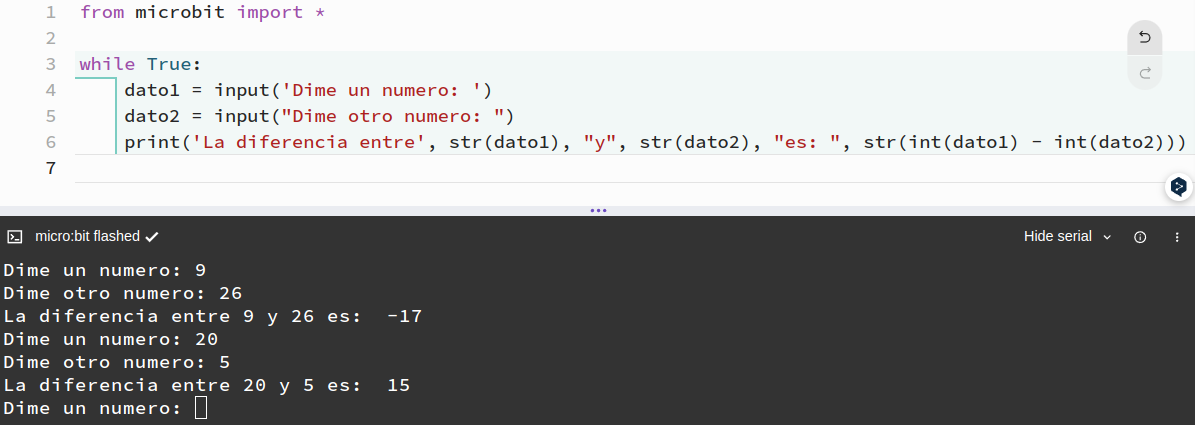 1 from microbit import *
2
3 while True:
4 dato1 = input('Dime un numero: ')
5 dato2 = input("Dime otro numero: ")
6 print('La diferencia entre', str(dato1), "y", str(dato2), "es: ", str(int(dato1) - int(dato2)))
7
micro:bit flashed Hide serial
Dime un numero: 9
Dime otro numero: 26
La diferencia entre 9 y 26 es:  -17
Dime un numero: 20
Dime otro numero: 5
La diferencia entre 20 y 5 es:  15
Dime un numero: